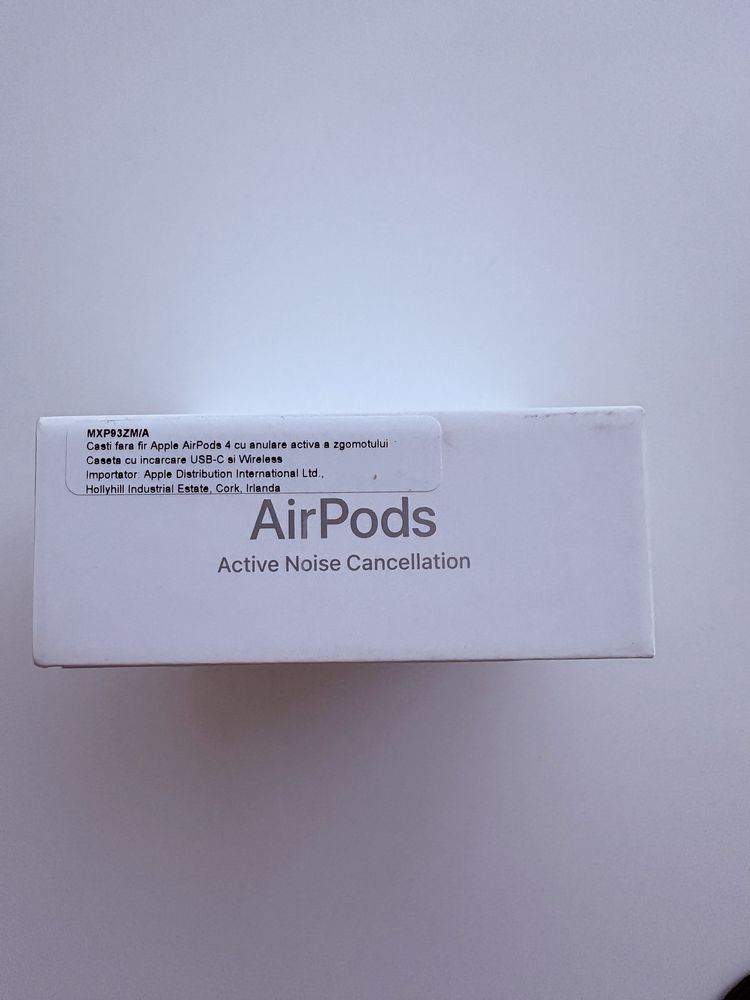 MXP93ZM/A
Casti fara fir Apple AirPods 4 cu anulare activa a zgomotului
Caseta cu incarcare USB-C si Wireless
Importator: Apple Distribution International Ltd.,
Hollyhill Industrial Estate, Cork, Irlanda
AirPods
Active Noise Cancellation